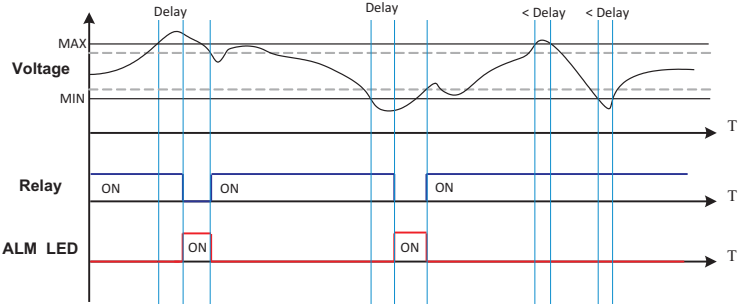 Delay
Delay
< Delay
< Delay
MAX
Voltage
MIN
T
Relay
ON
ON
ON
T
ALM LED
ON
ON
T